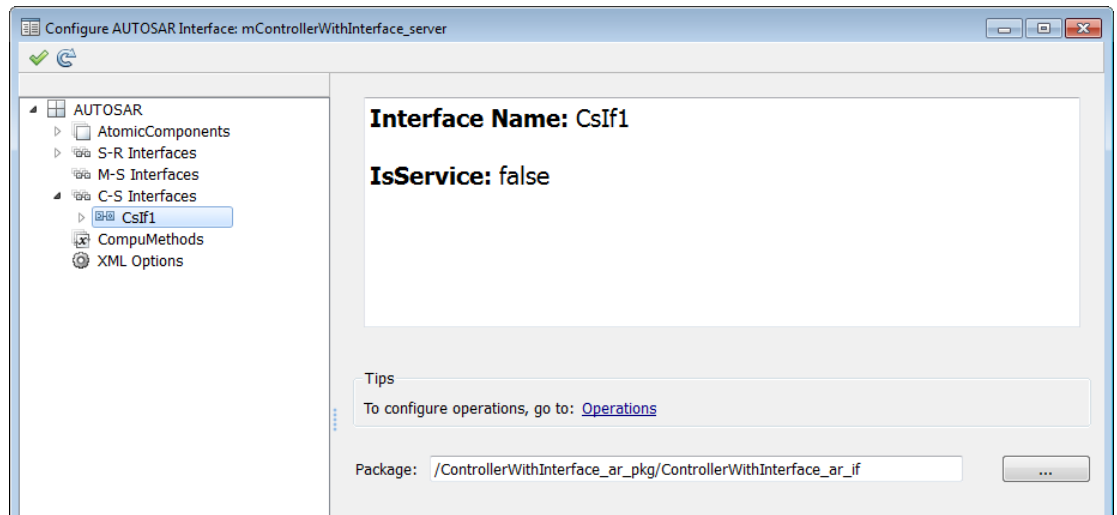 Configure AUTOSAR Interface: mControllerWithInterface_server
AUTOSAR
AtomicComponents
S-R Interfaces
M-S Interfaces
C-S Interfaces
CsIf1
CompuMethods
XML Options
Interface Name: CsIf1
IsService: false
Tips
To configure operations, go to: Operations
Package: /ControllerWithInterface_ar_pkg/ControllerWithInterface_ar_if ...